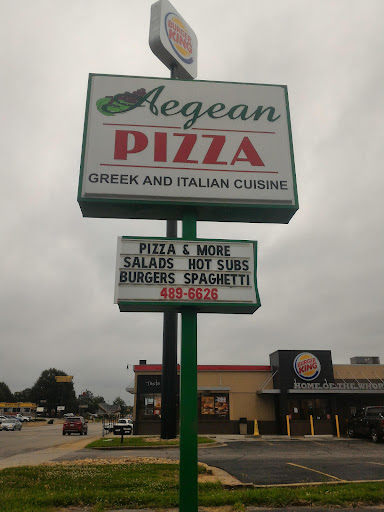 BURGER KING
Aegean
PIZZA
GREEK AND ITALIAN CUISINE
PIZZA & MORE
SALADS HOT SUBS
BURGERS SPAGHETTI
489-6626
BURGER KING
HOME OF THE WHOP